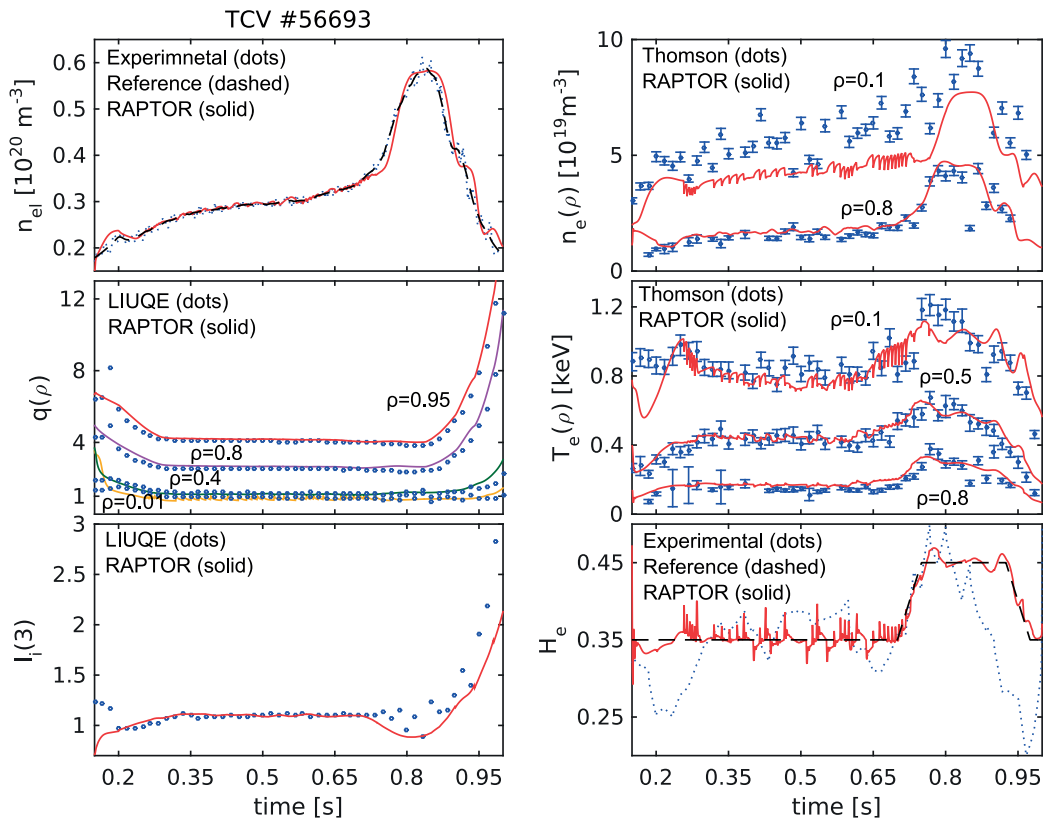 TCV #56693
Experimnetal (dots)
Reference (dashed)
RAPTOR (solid)
0.6
0.5
0.4
0.3
0.2
n_el [10^20 m^-3]
LIUQE (dots)
RAPTOR (solid)
12
8
4
1
q(ρ)
ρ=0.95
ρ=0.8
ρ=0.4
ρ=0.01
LIUQE (dots)
RAPTOR (solid)
3
2.5
2
1.5
1
l_i(3)
0.2 0.35 0.5 0.65 0.8 0.95
time [s]
Thomson (dots)
RAPTOR (solid)
10
5
0
n_e(ρ) [10^19 m^-3]
ρ=0.1
ρ=0.8
Thomson (dots)
RAPTOR (solid)
1.2
0.8
0.4
0
T_e(ρ) [keV]
ρ=0.1
ρ=0.5
ρ=0.8
Experimental (dots)
Reference (dashed)
RAPTOR (solid)
0.45
0.35
0.25
H_e
0.2 0.35 0.5 0.65 0.8 0.95
time [s]